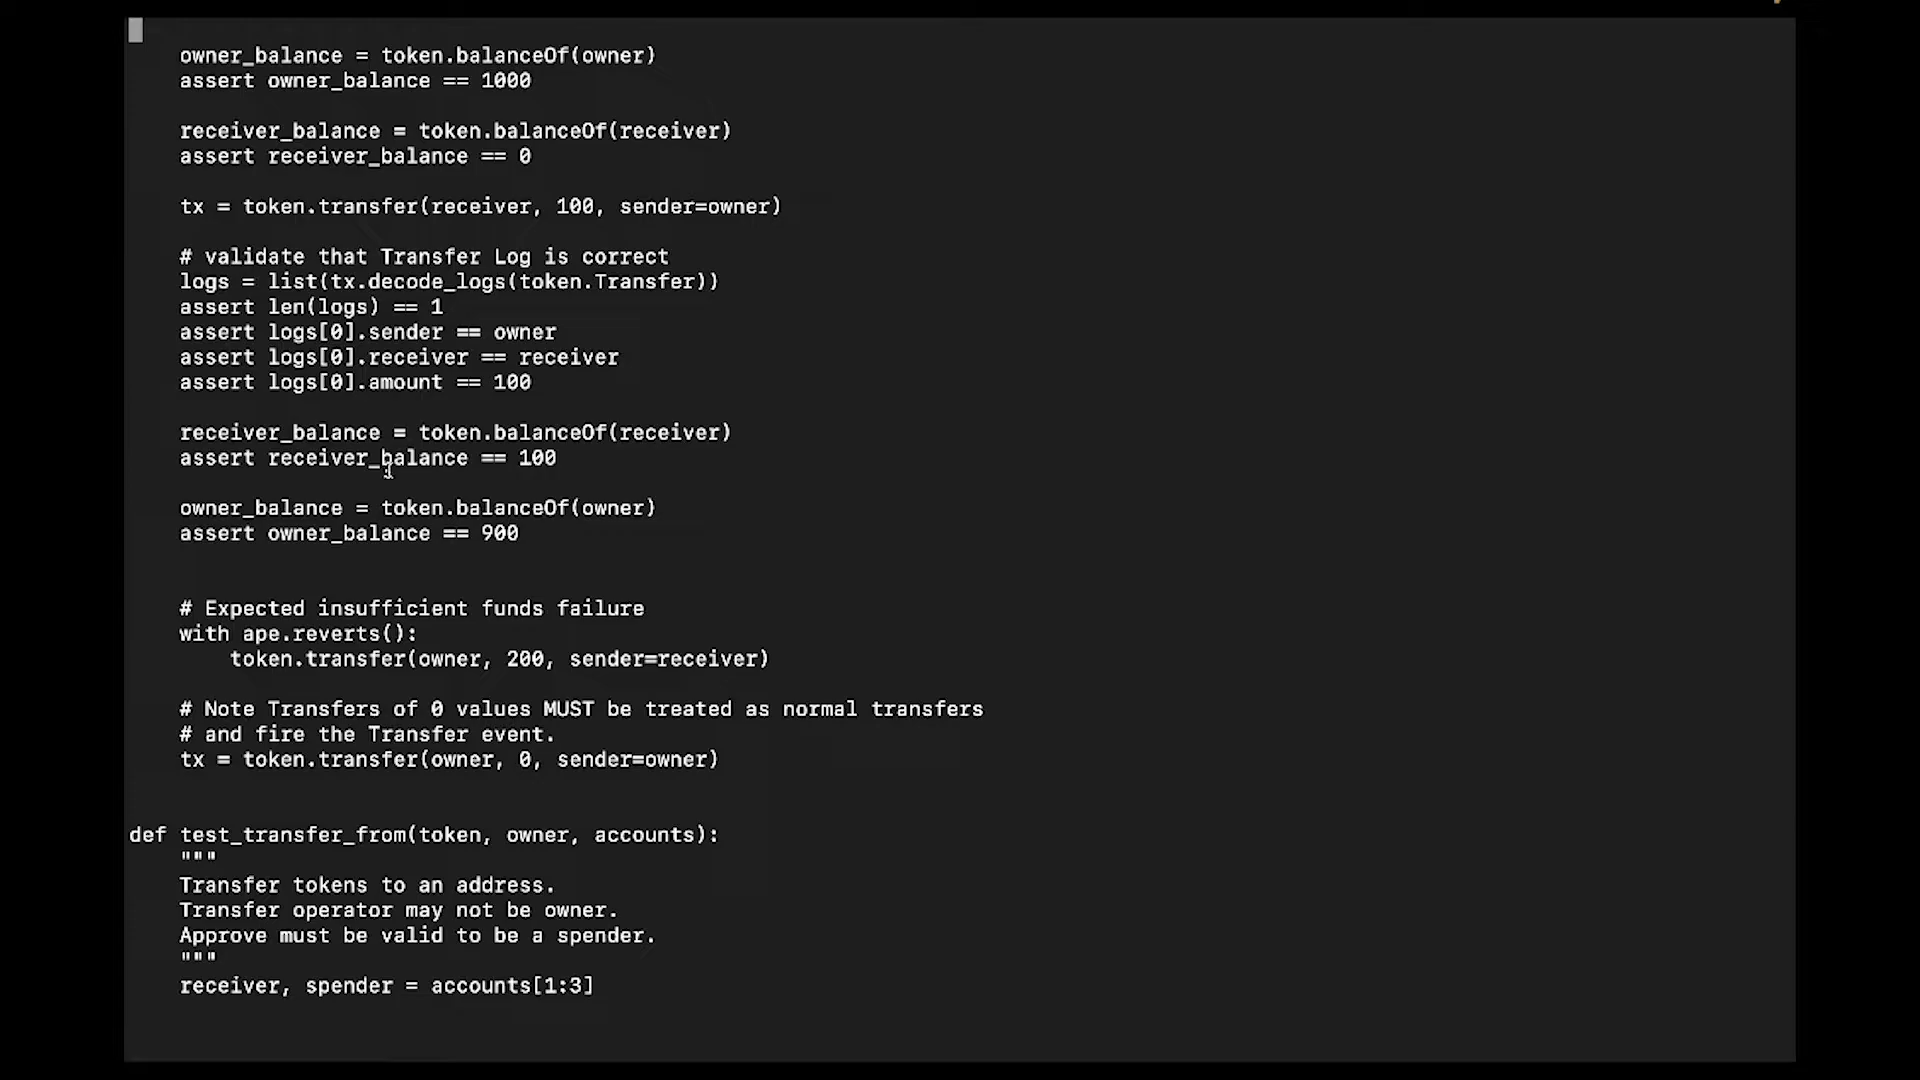 owner_balance = token.balanceOf(owner)
assert owner_balance == 1000
receiver_balance = token.balanceOf(receiver)
assert receiver_balance == 0
tx = token.transfer(receiver, 100, sender=owner)
# validate that Transfer Log is correct
logs = list(tx.decode_logs(token.Transfer))
assert len(logs) == 1
assert logs[0].sender == owner
assert logs[0].receiver == receiver
assert logs[0].amount == 100
receiver_balance = token.balanceOf(receiver)
assert receiver_balance == 100
owner_balance = token.balanceOf(owner)
assert owner_balance == 900
# Expected insufficient funds failure
with ape.reverts():
token.transfer(owner, 200, sender=receiver)
# Note Transfers of 0 values MUST be treated as normal transfers
# and fire the Transfer event.
tx = token.transfer(owner, 0, sender=owner)
def test_transfer_from(token, owner, accounts):
"""
Transfer tokens to an address.
Transfer operator may not be owner.
Approve must be valid to be a spender.
"""
receiver, spender = accounts[1:3]